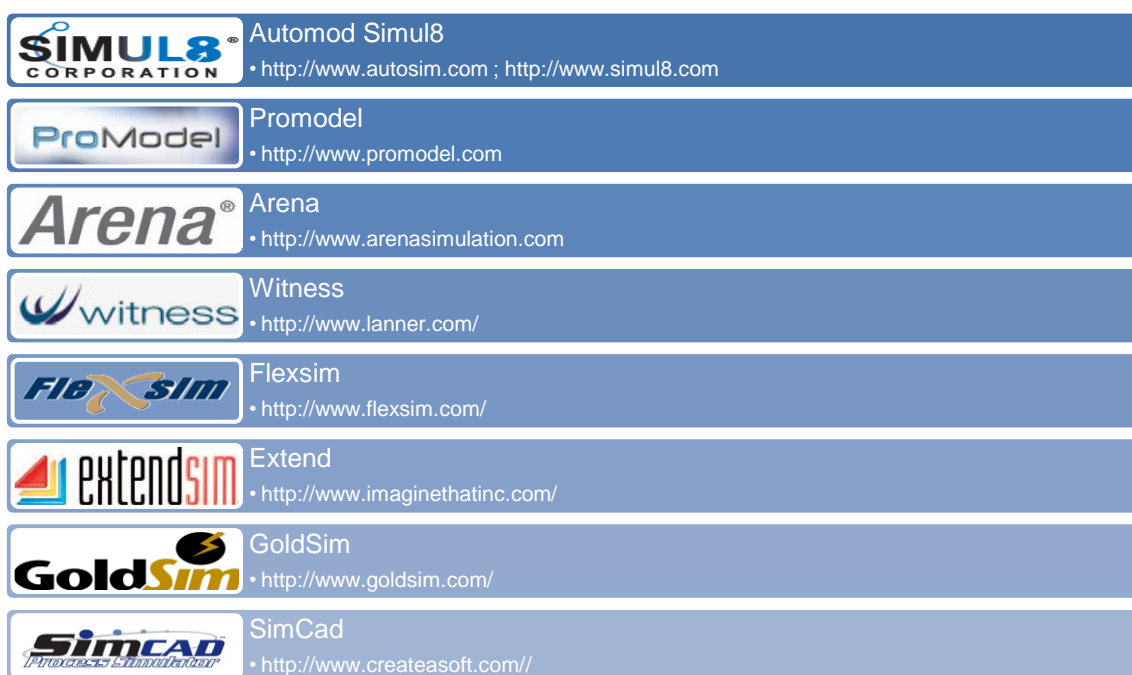 SIMUL8®
CORPORATION
Automod Simul8
• http://www.autosim.com ; http://www.simul8.com
ProModel
Promodel
• http://www.promodel.com
Arena®
Arena
• http://www.arenasimulation.com
witness
Witness
• http://www.lanner.com/
Flexsim
Flexsim
• http://www.flexsim.com/
extendsim
Extend
• http://www.imaginethatinc.com/
GoldSim
GoldSim
• http://www.goldsim.com/
SIMCAD™
Process Simulator
SimCad
• http://www.createasoft.com//